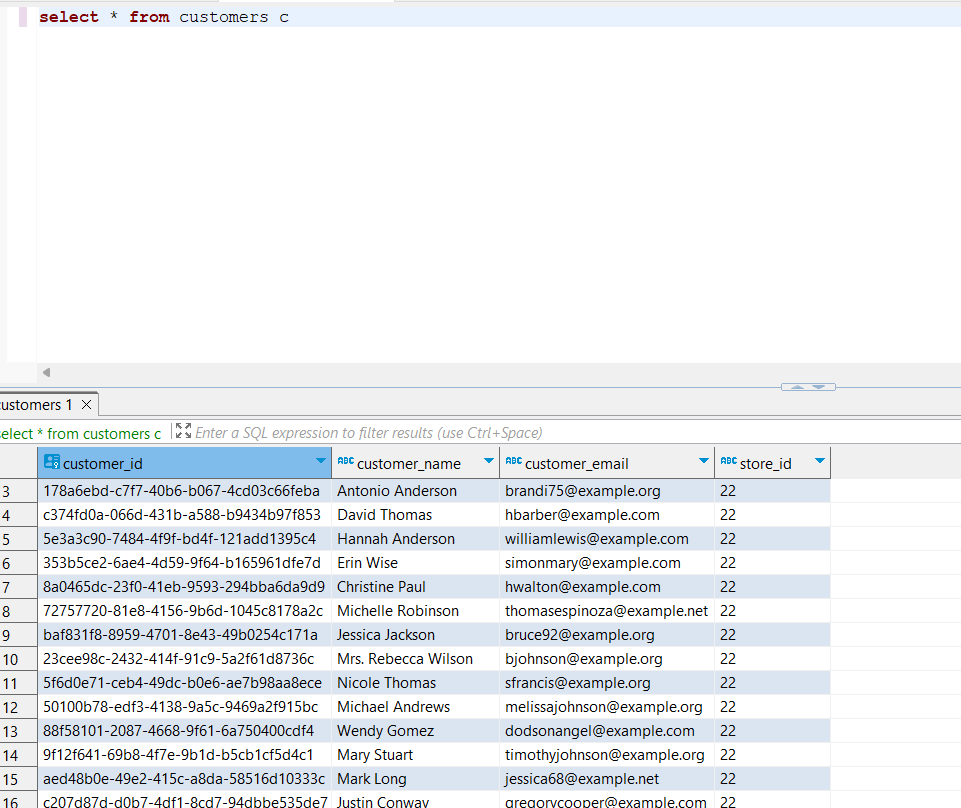 select * from customers c
customers 1
select * from customers c Enter a SQL expression to filter results (use Ctrl+Space)
customer_id ABC customer_name ABC customer_email ABC store_id
3 178a6ebd-c7f7-40b6-b067-4cd03c66feba Antonio Anderson brandi75@example.org 22
4 c374fd0a-066d-431b-a588-b9434b97f853 David Thomas hbarber@example.com 22
5 5e3a3c90-7484-4f9f-bd4f-121add1395c4 Hannah Anderson williamlewis@example.com 22
6 353b5ce2-6ae4-4d59-9f64-b165961dfe7d Erin Wise simonmary@example.com 22
7 8a0465dc-23f0-41eb-9593-294bba6da9d9 Christine Paul hwalton@example.com 22
8 72757720-81e8-4156-9b6d-1045c8178a2c Michelle Robinson thomasespinoza@example.net 22
9 baf831f8-8959-4701-8e43-49b0254c171a Jessica Jackson bruce92@example.org 22
10 23cee98c-2432-414f-91c9-5a2f61d8736c Mrs. Rebecca Wilson bjohnson@example.org 22
11 5f6d0e71-ceb4-49dc-b0e6-ae7b98aa8ece Nicole Thomas sfrancis@example.org 22
12 50100b78-edf3-4138-9a5c-9469a2f915bc Michael Andrews melissajohnson@example.org 22
13 88f58101-2087-4668-9f61-6a750400cdf4 Wendy Gomez dodsonangel@example.com 22
14 9f12f641-69b8-4f7e-9b1d-b5cb1cf5d4c1 Mary Stuart timothyjohnson@example.org 22
15 aed48b0e-49e2-415c-a8da-58516d10333c Mark Long jessica68@example.net 22
16 c207d87d-d0b7-4df1-8cd7-94dbbe535de7 Justin Conway gregorycooper@example.com 22